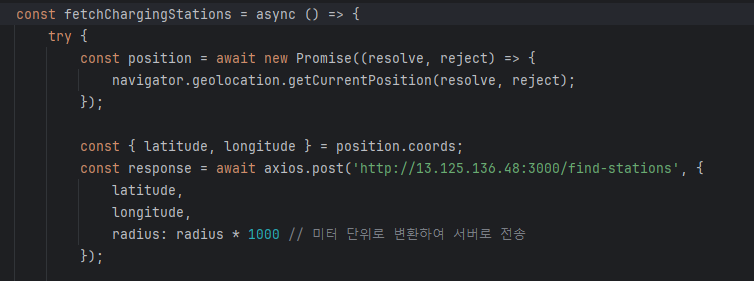 const fetchChargingStations = async () => {
try {
const position = await new Promise((resolve, reject) => {
navigator.geolocation.getCurrentPosition(resolve, reject);
});
const { latitude, longitude } = position.coords;
const response = await axios.post('http://13.125.136.48:3000/find-stations', {
latitude,
longitude,
radius: radius * 1000 // 미터 단위로 변환하여 서버로 전송
});